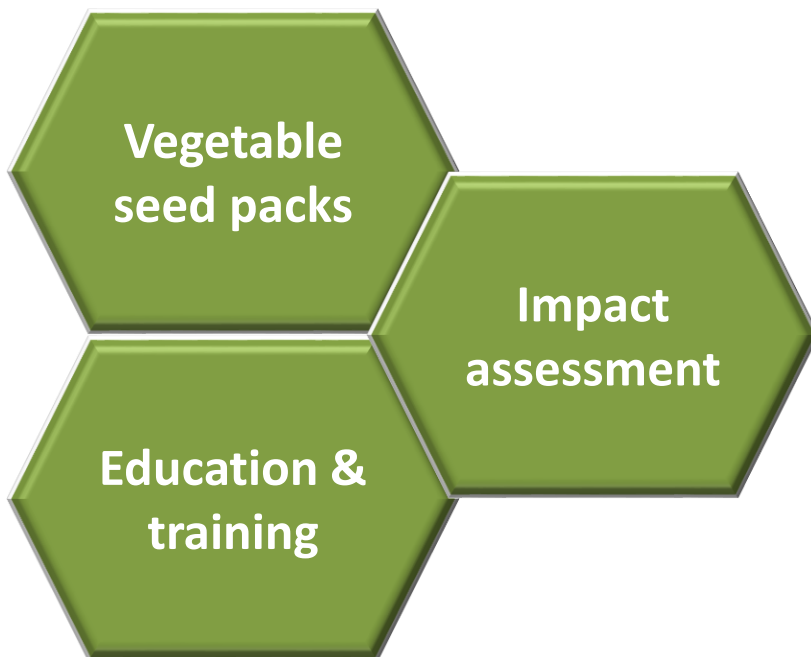 Vegetable
seed packs
Impact
assessment
Education &
training